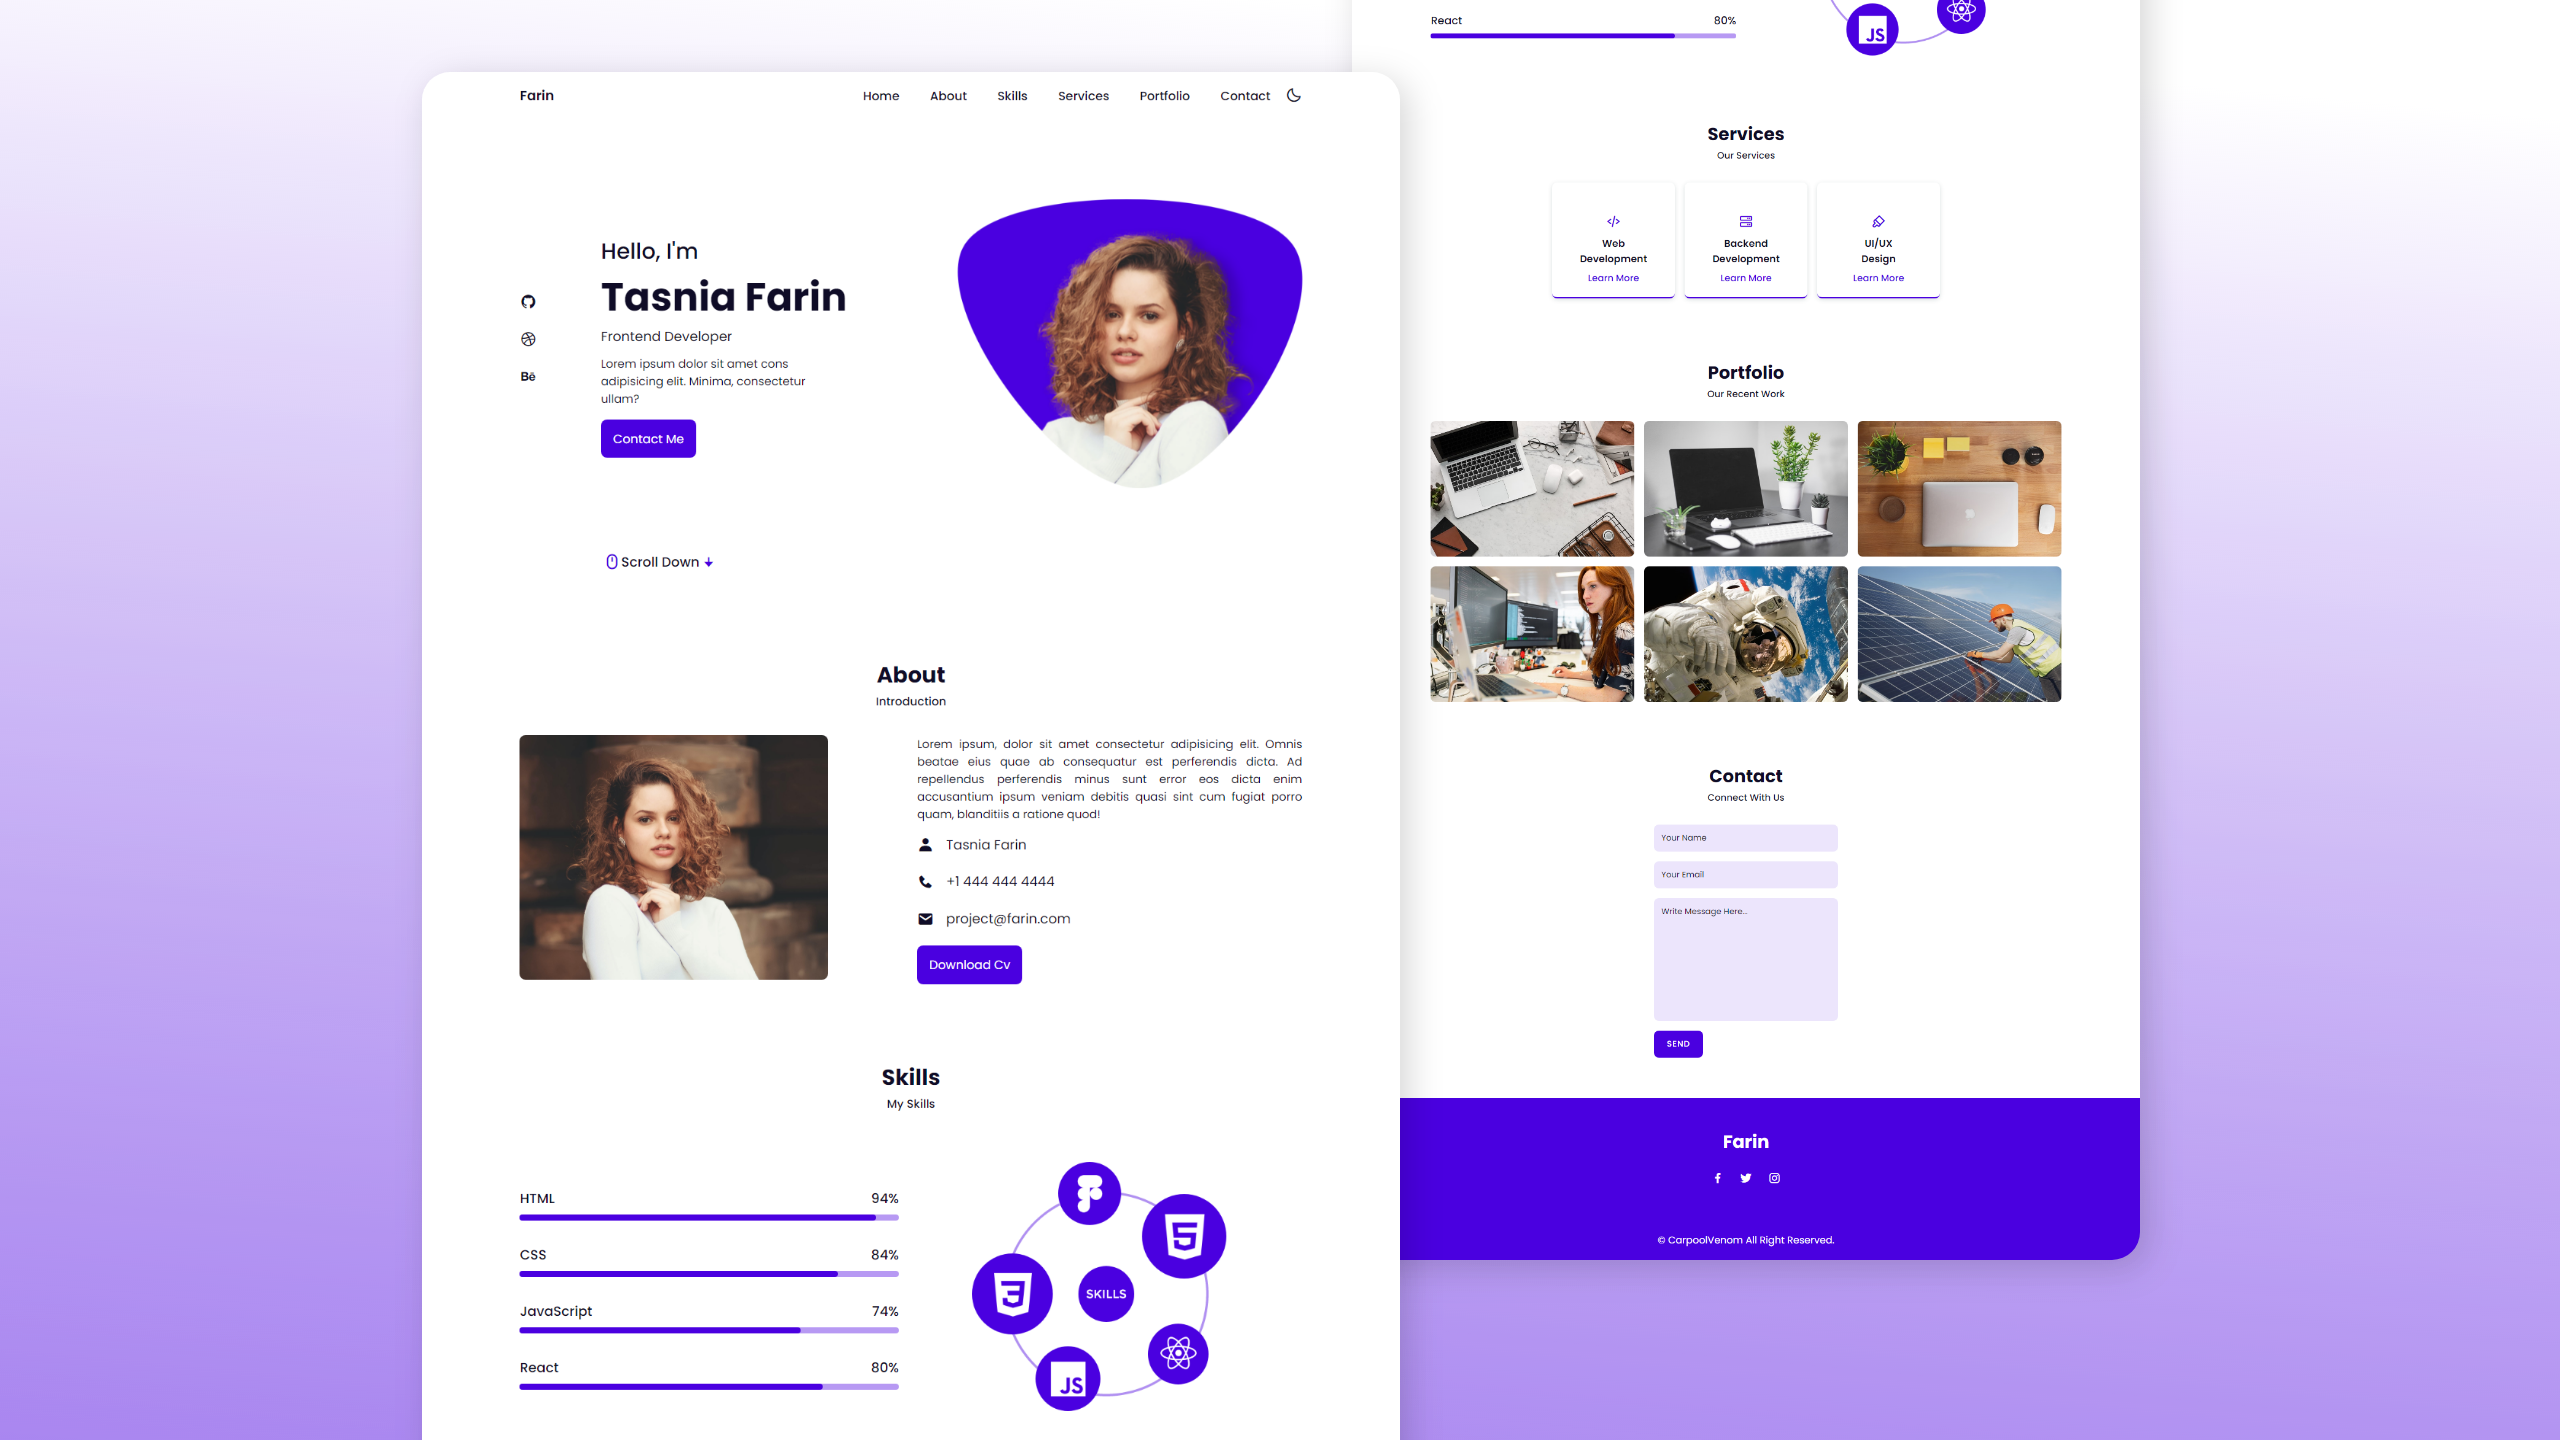 Farin
Home About Skills Services Portfolio Contact
Hello, I'm
Tasnia Farin
Frontend Developer
Lorem ipsum dolor sit amet cons
adipisicing elit. Minima, consectetur
ullam?
Bē
Contact Me
Scroll Down
About
Introduction
Lorem ipsum, dolor sit amet consectetur adipisicing elit. Omnis
beatae eius quae ab consequatur est perferendis dicta. Ad
repellendus perferendis minus sunt error eos dicta enim
accusantium ipsum veniam debitis quasi sint cum fugiat porro
quam, blanditiis a ratione quod!
Tasnia Farin
+1 444 444 4444
project@farin.com
Download Cv
Skills
My Skills
HTML 94%
CSS 84%
JavaScript 74%
React 80%
5
3
SKILLS
JS
React 80%
JS
Services
Our Services
Web
Development
Learn More
Backend
Development
Learn More
UI/UX
Design
Learn More
Portfolio
Our Recent Work
Contact
Connect With Us
Your Name
Your Email
Write Message Here...
SEND
Farin
© CarpoolVenom All Right Reserved.